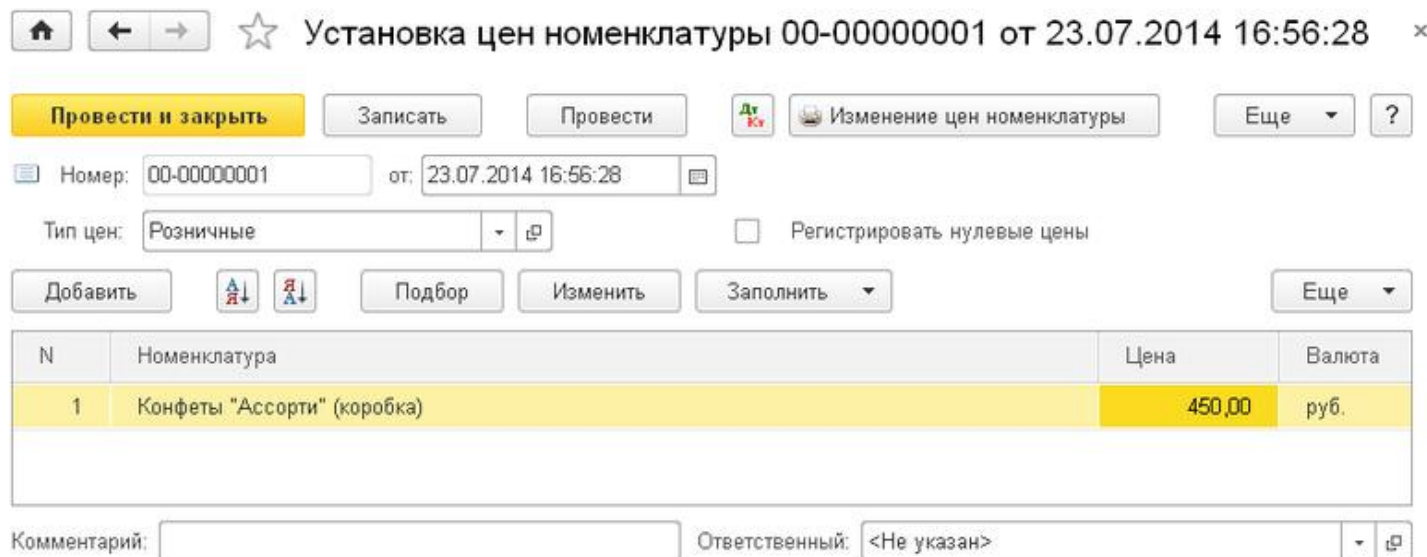 Установка цен номенклатуры 00-00000001 от 23.07.2014 16:56:28
Провести и закрыть Записать Провести Дт Кт Изменение цен номенклатуры Еще ?
Номер: 00-00000001 от: 23.07.2014 16:56:28
Тип цен: Розничные Регистрировать нулевые цены
Добавить А Я Я А Подбор Изменить Заполнить Еще
N Номенклатура Цена Валюта
1 Конфеты "Ассорти" (коробка) 450,00 руб.
Комментарий: Ответственный: <Не указан>